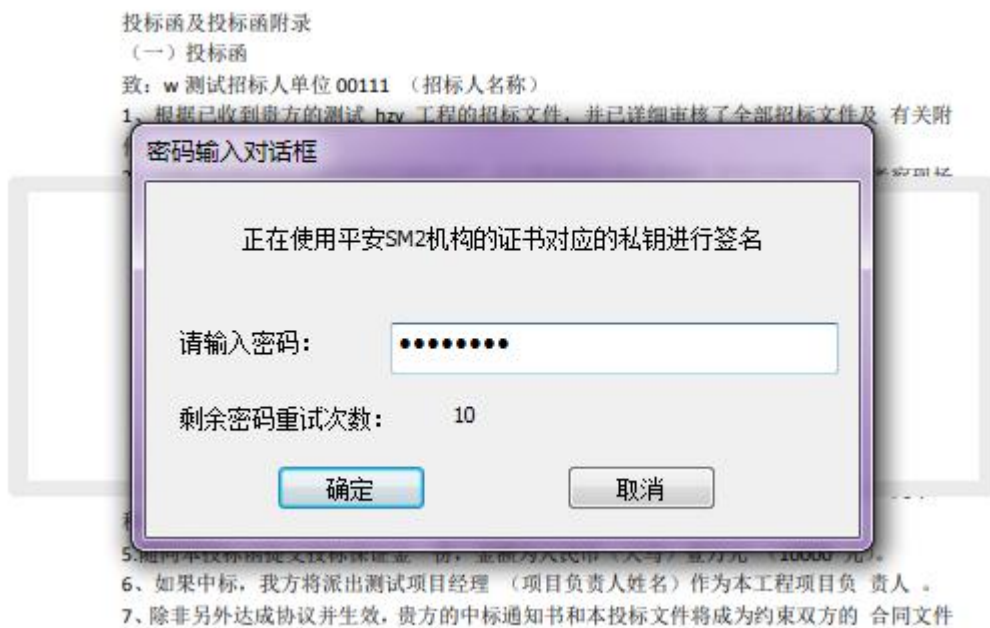 投标函及投标函附录
（一）投标函
致：w 测试招标人单位 00111 （招标人名称）
1、根据已收到贵方的测试 hzy 工程的招标文件，并已详细审核了全部招标文件及 有关附
密码输入对话框
正在使用平安SM2机构的证书对应的私钥进行签名
请输入密码： ●●●●●●●●
剩余密码重试次数： 10
确定 取消
5.随同本投标函提交投标保证金 份，金额为人民币（大写）壹万元 （10000 元）。
6、如果中标，我方将派出测试项目经理 （项目负责人姓名）作为本工程项目负 责人 。
7、除非另外达成协议并生效，贵方的中标通知书和本投标文件将成为约束双方的 合同文件